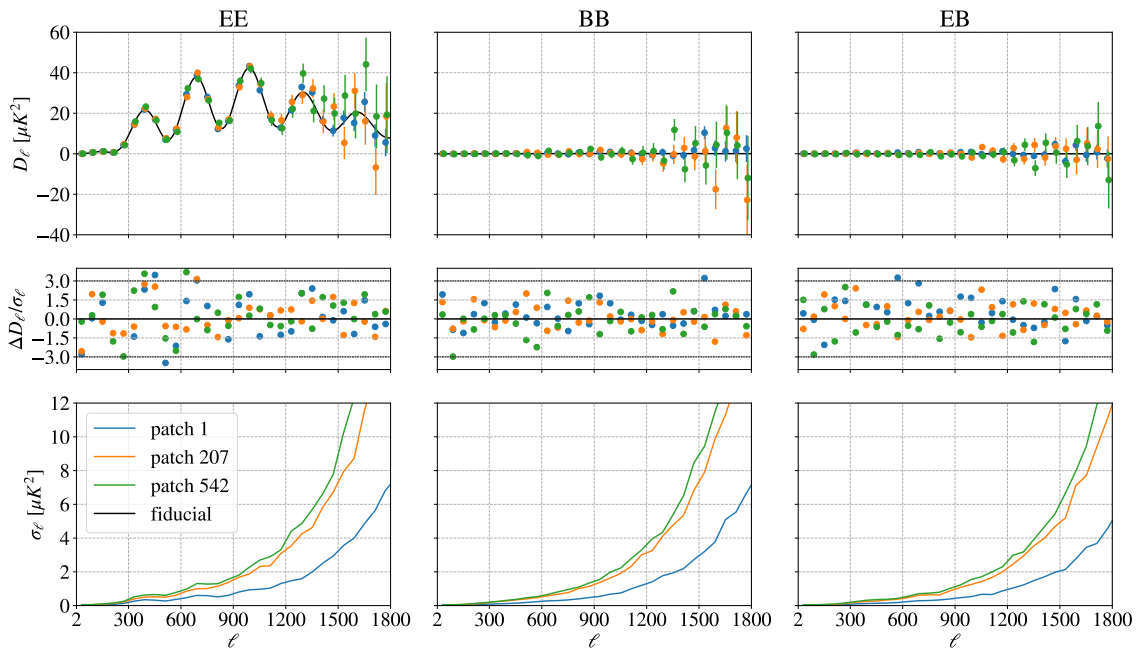 EE
BB
EB
60
40
20
0
−20
−40
D_ℓ [μK²]
3.0
1.5
0.0
−1.5
−3.0
ΔD_ℓ/σ_ℓ
12
10
8
6
4
2
0
σ_ℓ [μK²]
patch 1
patch 207
patch 542
fiducial
2 300 600 900 1200 1500 1800
2 300 600 900 1200 1500 1800
2 300 600 900 1200 1500 1800
ℓ
ℓ
ℓ